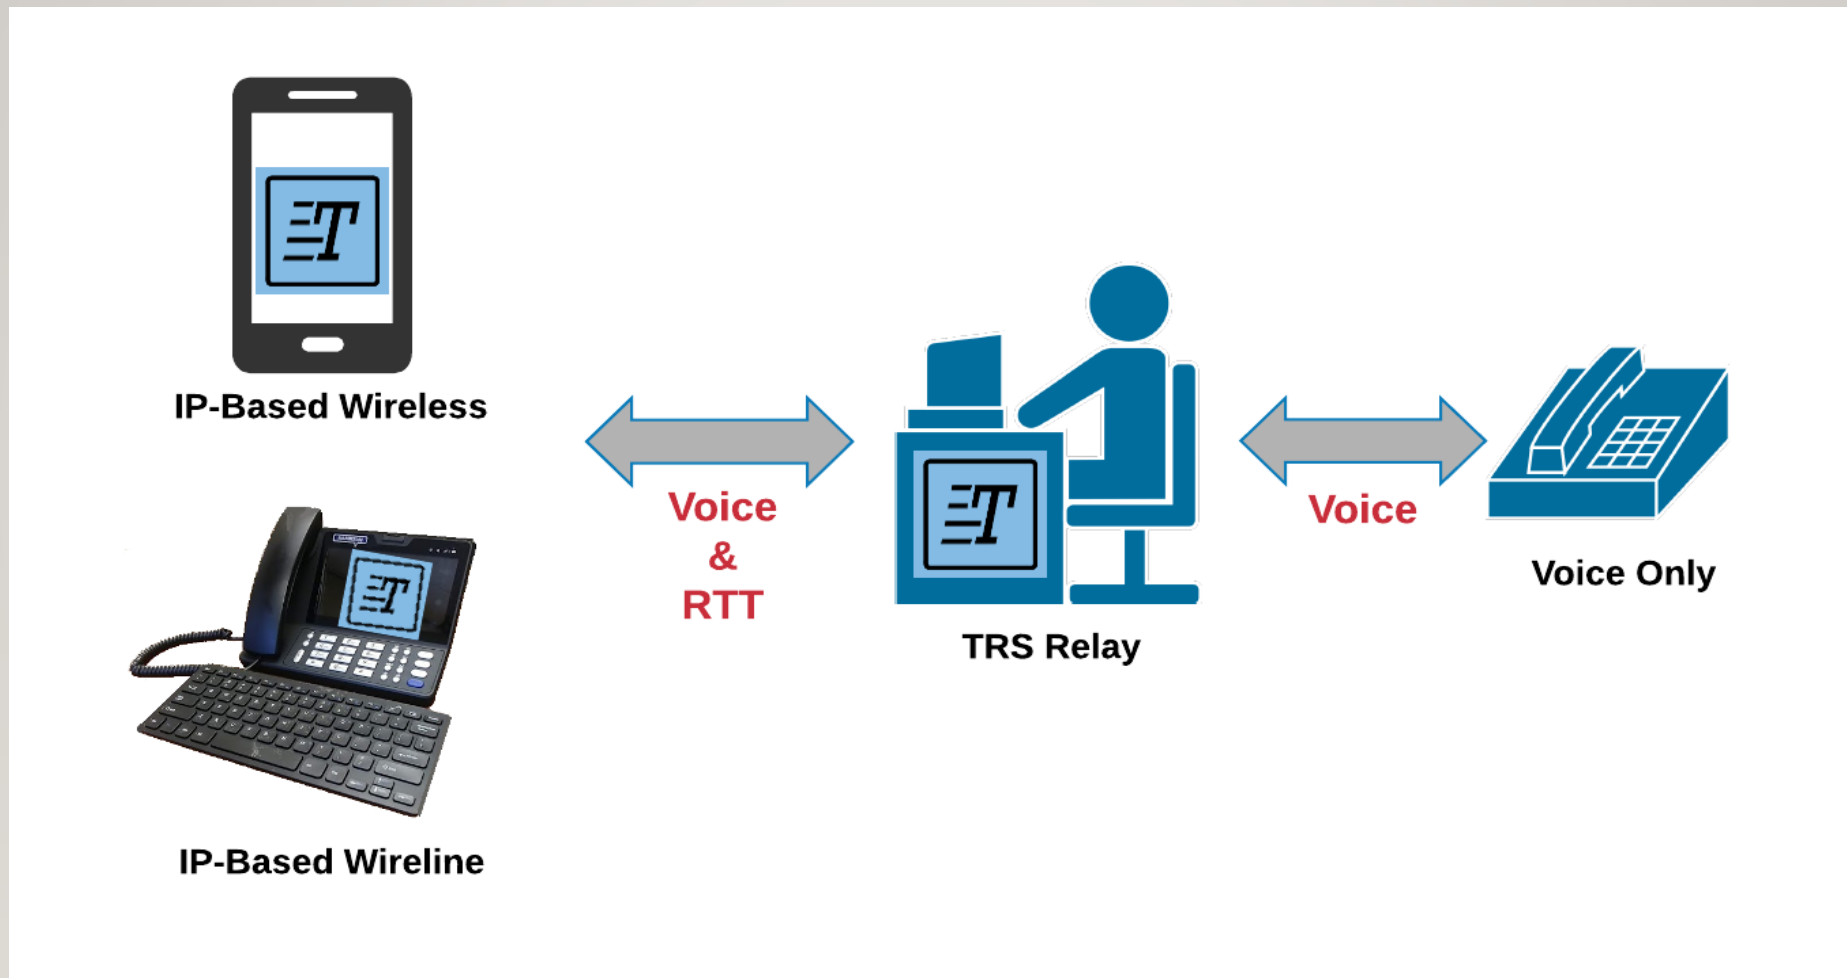 T
IP-Based Wireless
T
IP-Based Wireline
Voice
&
RTT
T
TRS Relay
Voice
Voice Only